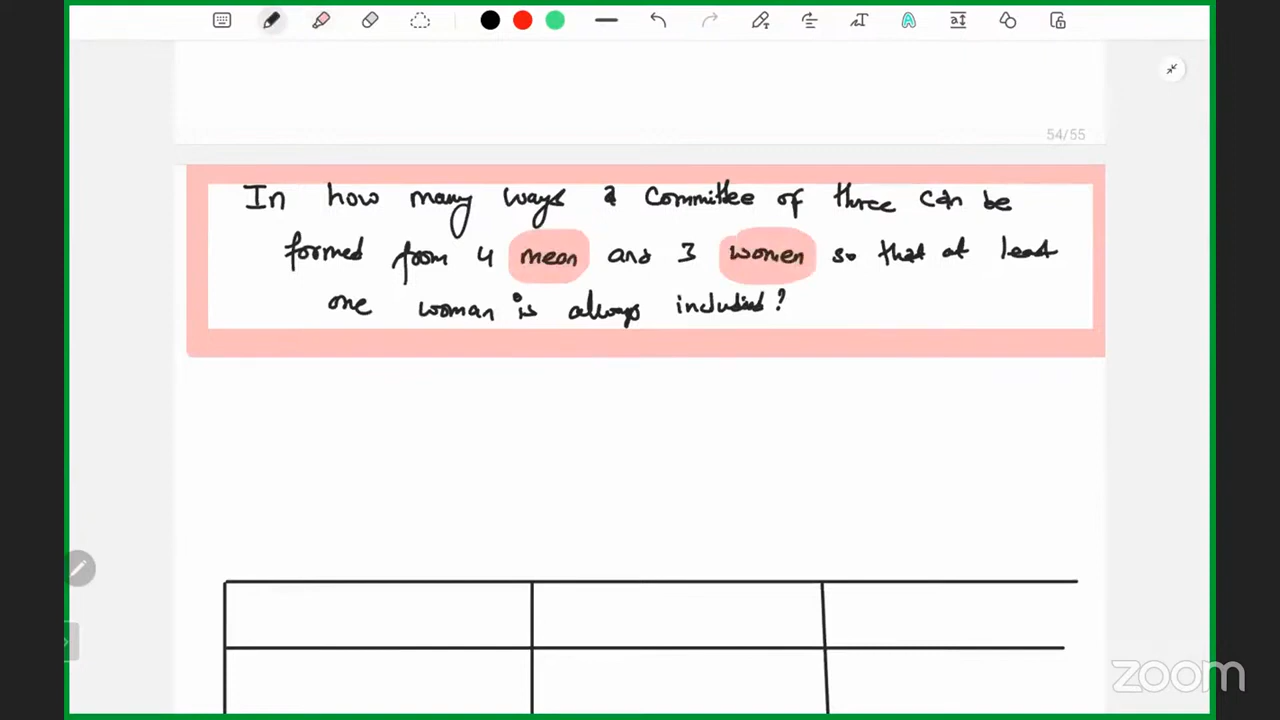 54/55
In how many ways a Committee of three can be
formed from 4 mean and 3 women so that at least
one woman is always included?
zoom